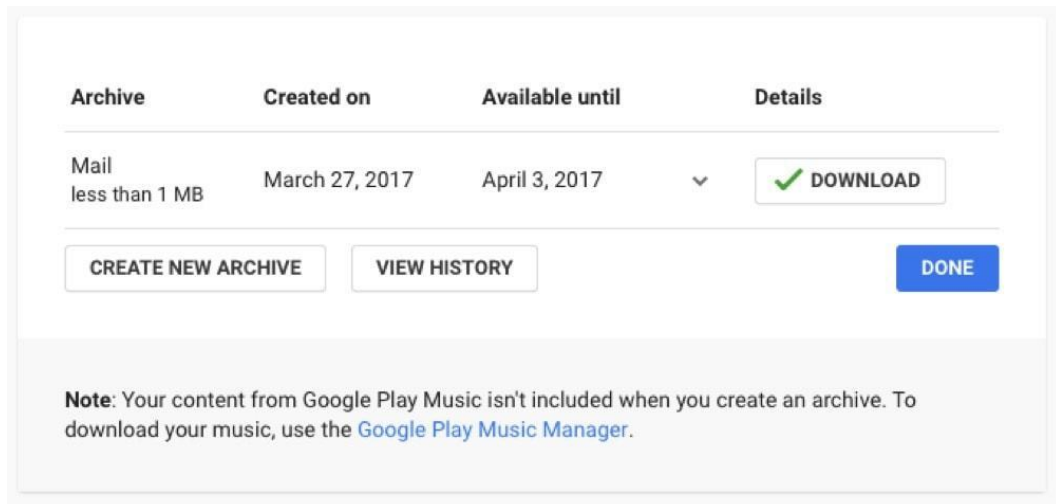 Archive Created on Available until Details
Mail
less than 1 MB March 27, 2017 April 3, 2017 DOWNLOAD
CREATE NEW ARCHIVE VIEW HISTORY DONE
Note: Your content from Google Play Music isn't included when you create an archive. To
download your music, use the Google Play Music Manager.